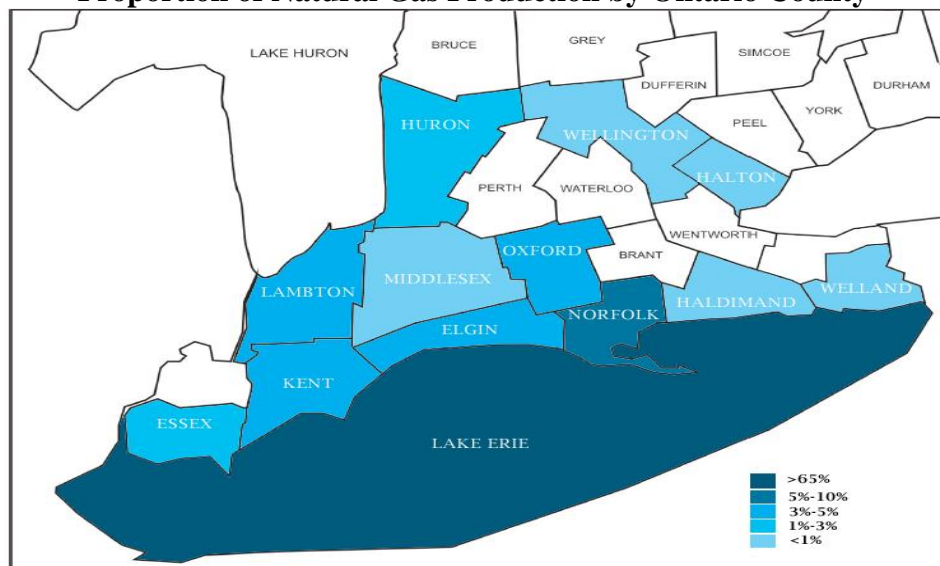 Proportion of Natural Gas Production by Ontario County
LAKE HURON
BRUCE
GREY
SIMCOE
DUFFERIN
DURHAM
YORK
PEEL
HURON
WELLINGTON
HALTON
PERTH
WATERLOO
WENTWORTH
BRANT
OXFORD
MIDDLESEX
LAMBTON
WELLAND
HALDIMAND
NORFOLK
ELGIN
KENT
ESSEX
LAKE ERIE
>65%
5%-10%
3%-5%
1%-3%
<1%